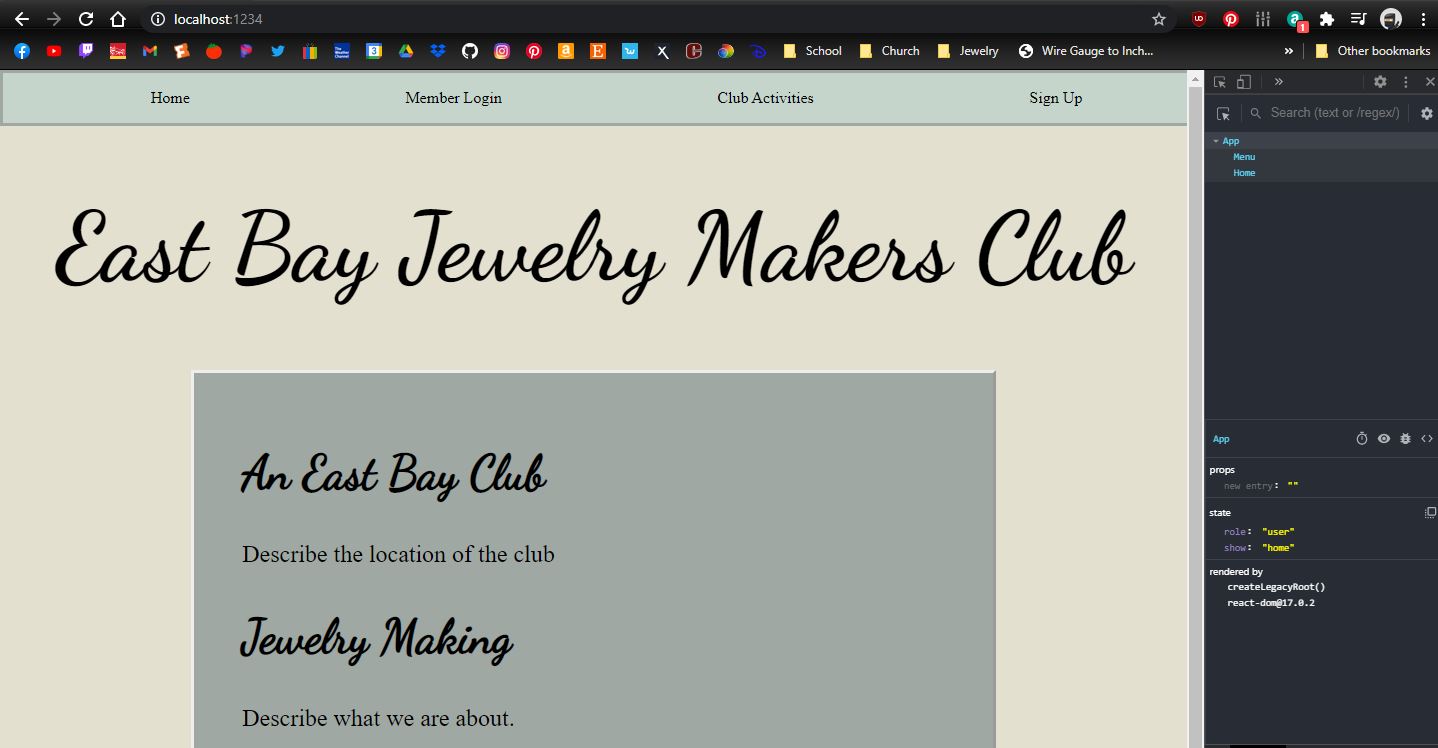 localhost:1234
School Church Jewelry Wire Gauge to Inch... » Other bookmarks
Home Member Login Club Activities Sign Up
East Bay Jewelry Makers Club
An East Bay Club
Describe the location of the club
Jewelry Making
Describe what we are about.
Search (text or /regex/)
App
Menu
Home
App
props
new entry: ""
state
role: "user"
show: "home"
rendered by
createLegacyRoot()
react-dom@17.0.2